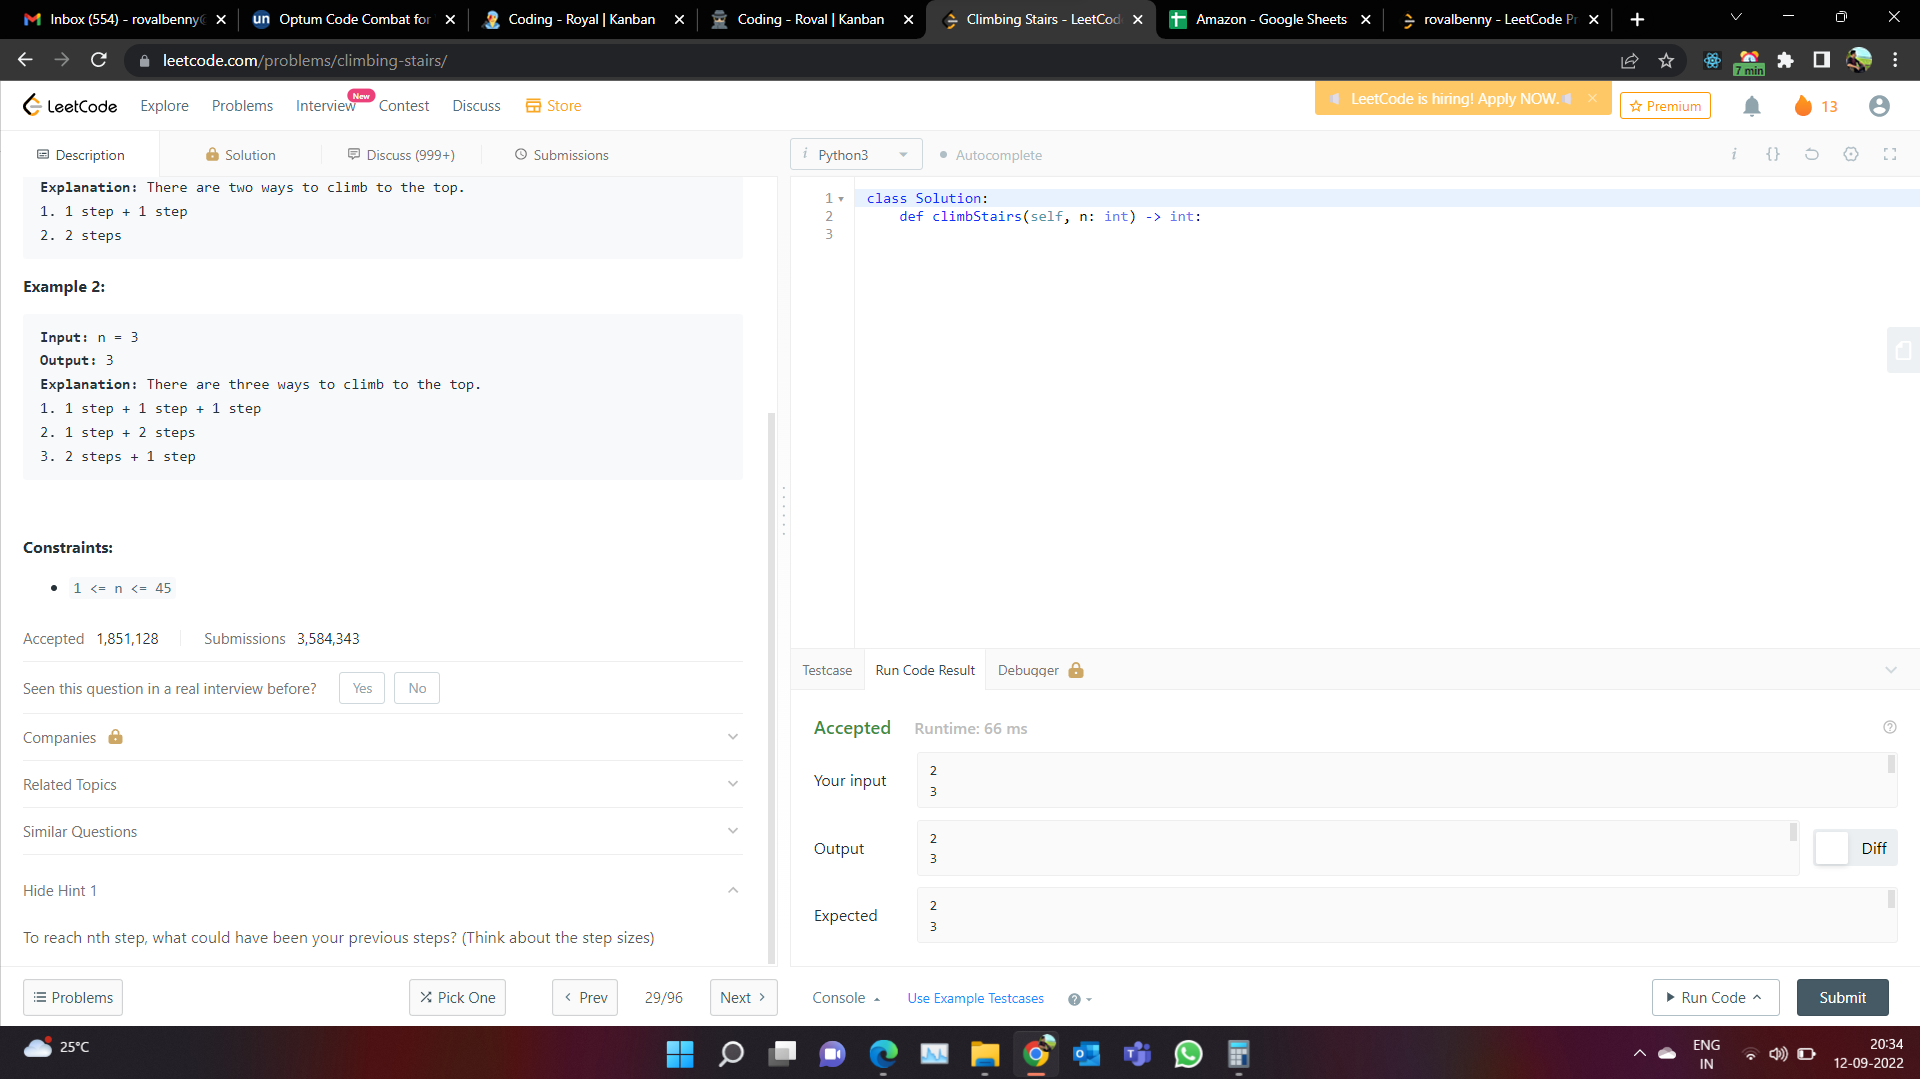 Inbox (554) - rovalbenny@
Optum Code Combat for
Coding - Royal | Kanban
Coding - Roval | Kanban
Climbing Stairs - LeetCod
Amazon - Google Sheets
rovalbenny - LeetCode Pr
leetcode.com/problems/climbing-stairs/
7 min
LeetCode
Explore
Problems
Interview
New
Contest
Discuss
Store
LeetCode is hiring! Apply NOW.
Premium
13
Description
Solution
Discuss (999+)
Submissions
i Python3
Autocomplete
i {}
Explanation: There are two ways to climb to the top.
1. 1 step + 1 step
2. 2 steps
Example 2:
Input: n = 3
Output: 3
Explanation: There are three ways to climb to the top.
1. 1 step + 1 step + 1 step
2. 1 step + 2 steps
3. 2 steps + 1 step
Constraints:
1 <= n <= 45
Accepted 1,851,128
Submissions 3,584,343
Seen this question in a real interview before?
Yes
No
Companies
Related Topics
Similar Questions
Hide Hint 1
To reach nth step, what could have been your previous steps? (Think about the step sizes)
Problems
Pick One
Prev
29/96
Next
1 class Solution:
2 def climbStairs(self, n: int) -> int:
3
Testcase
Run Code Result
Debugger
Accepted
Runtime: 66 ms
Your input
2
3
Output
2
3
Diff
Expected
2
3
Console
Use Example Testcases
Run Code
Submit
25°C
ENG
IN
20:34
12-09-2022